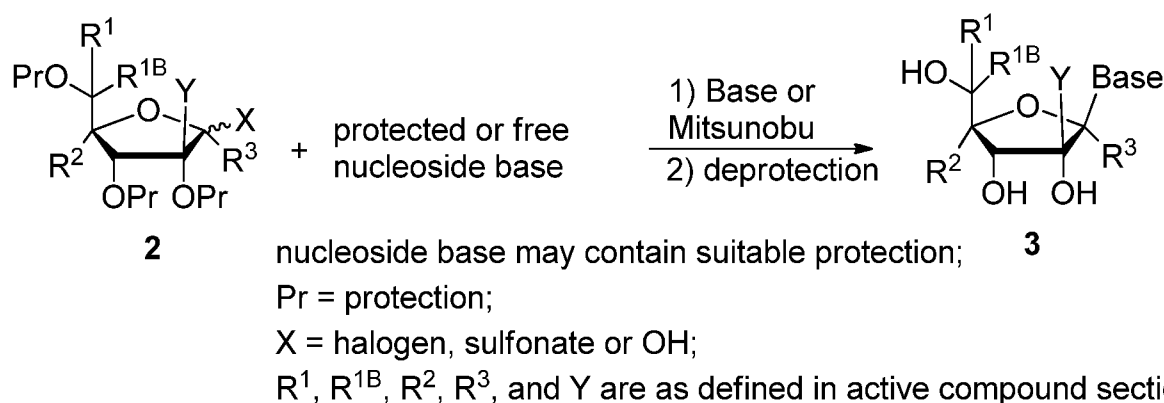 R1
PrO
R1B
Y
O
X
R2
R3
OPr
OPr
2
+
protected or free
nucleoside base
1) Base or
Mitsunobu
2) deprotection
R1
HO
R1B
Y
Base
O
R2
R3
OH
OH
3
nucleoside base may contain suitable protection;
Pr = protection;
X = halogen, sulfonate or OH;
R1, R1B, R2, R3, and Y are as defined in active compound secti